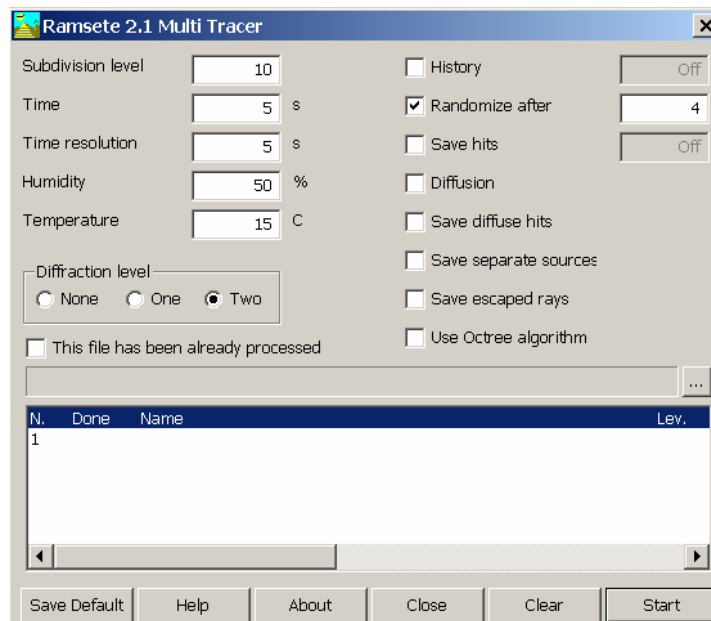 Ramsete 2.1 Multi Tracer
Subdivision level 10
Time 5 s
Time resolution 5 s
Humidity 50 %
Temperature 15 C
Diffraction level
None One Two
This file has been already processed
History Off
Randomize after 4
Save hits Off
Diffusion
Save diffuse hits
Save separate sources
Save escaped rays
Use Octree algorithm
...
N. Done Name Lev.
1
Save Default Help About Close Clear Start